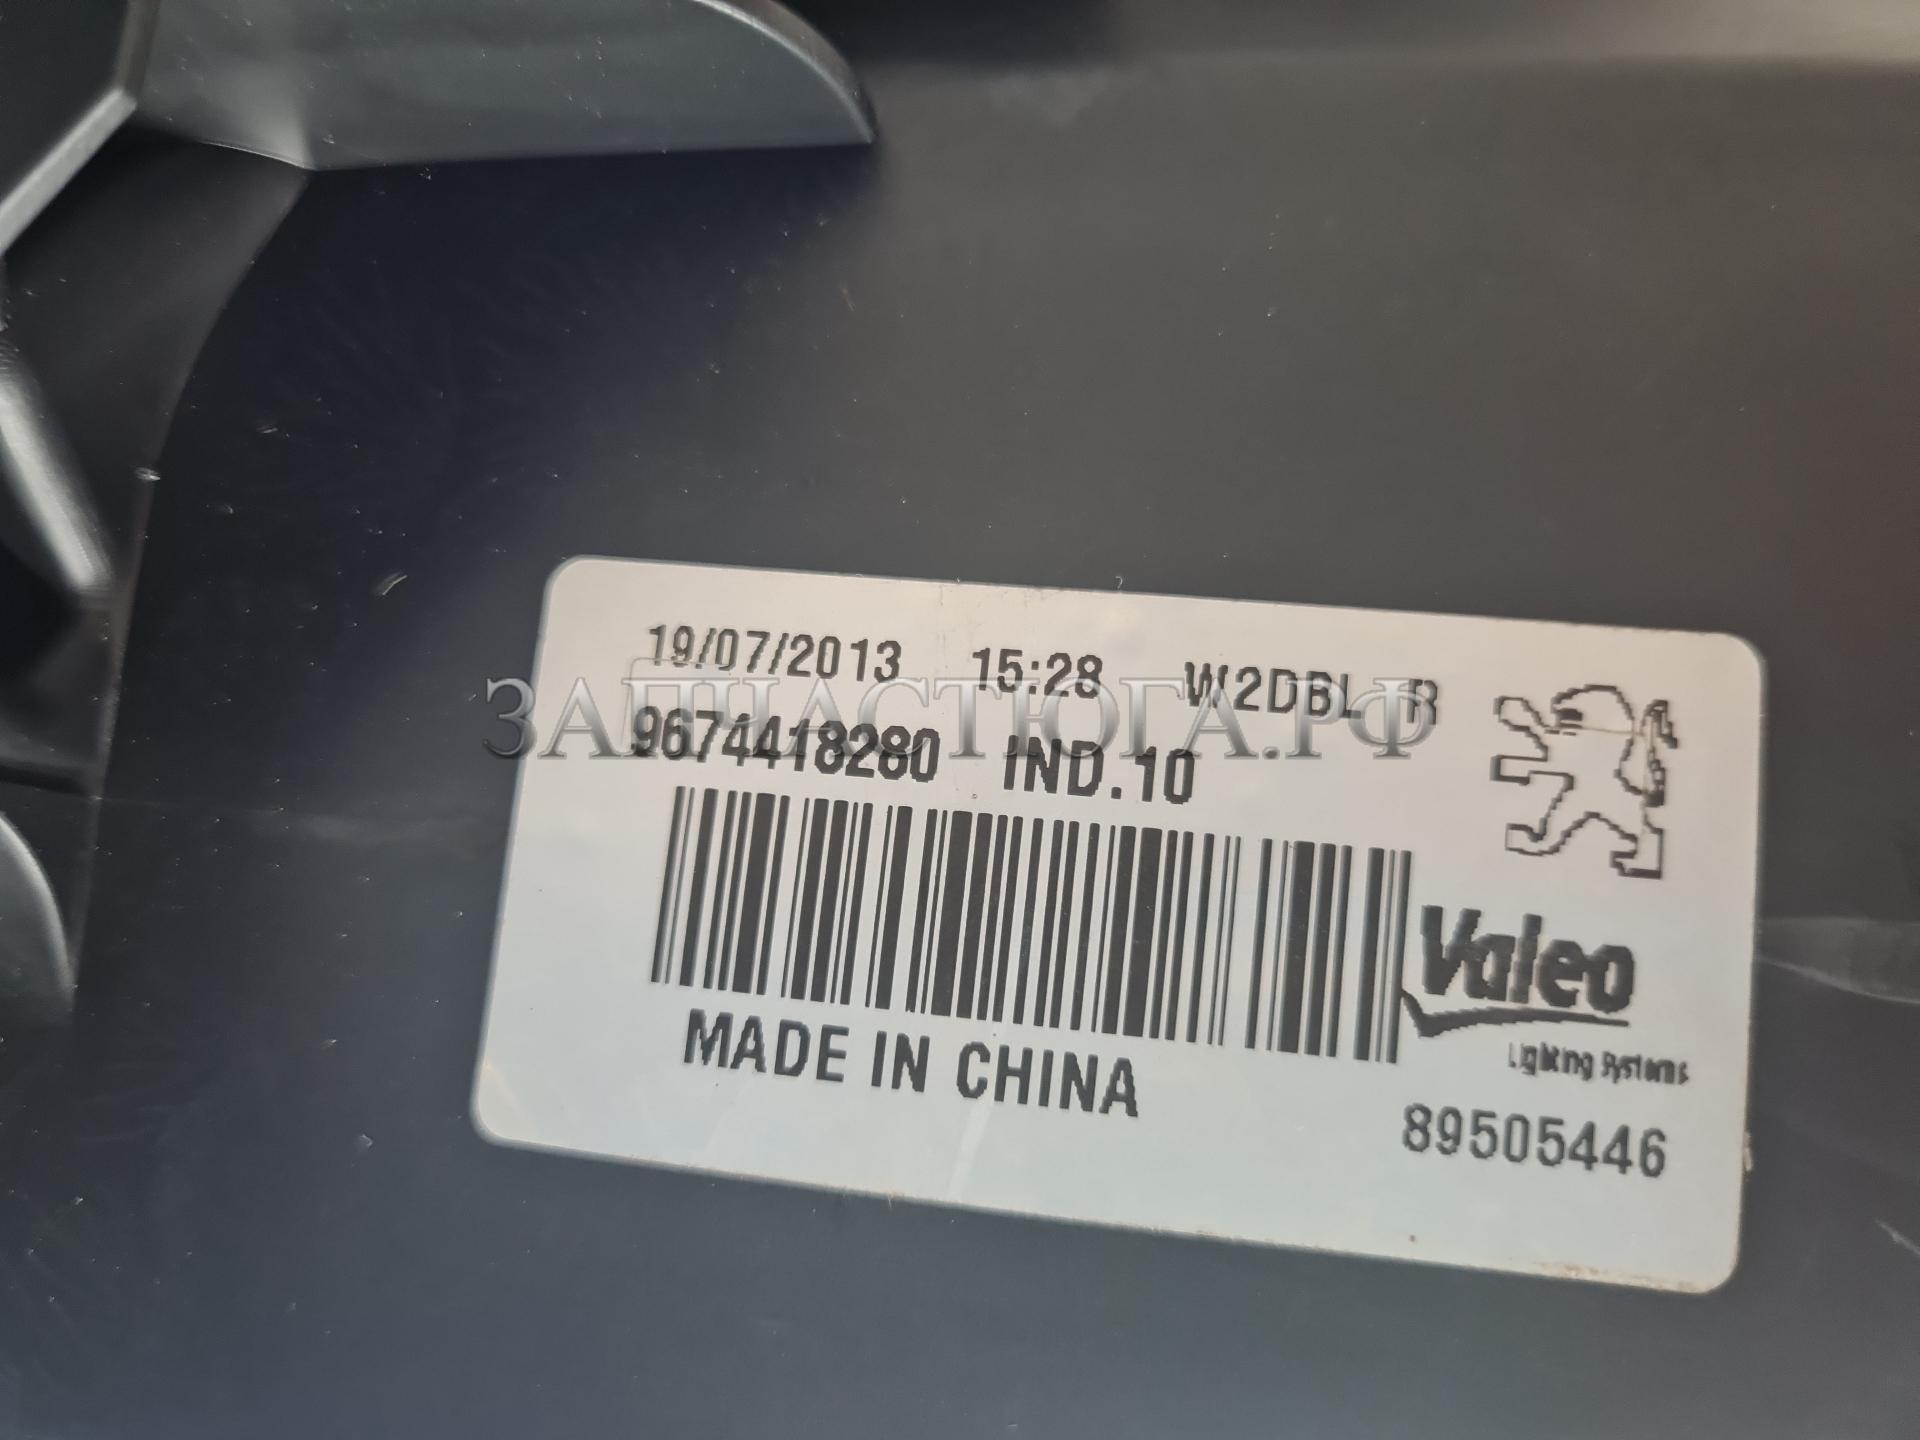 19/07/2013 15:28 W2DBL R
ЗАПЧАСТЮГА.РФ
9674418280 IND.10
Valeo
Lighting Systems
MADE IN CHINA
89505446